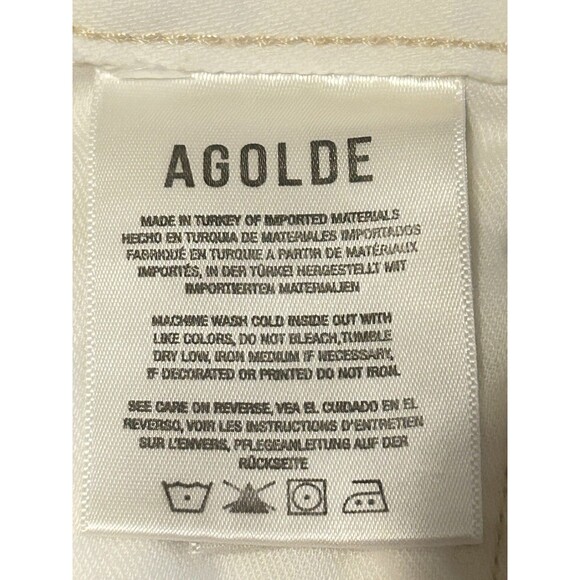 AGOLDE
MADE IN TURKEY OF IMPORTED MATERIALS
HECHO EN TURQUIA DE MATERIALES IMPORTADOS
FABRIQUÉ EN TURQUIE A PARTIR DE MATÉRIAUX
IMPORTÉS, IN DER TÜRKEI HERGESTELLT MIT
IMPORTIERTEN MATERIALIEN
MACHINE WASH COLD INSIDE OUT WITH
LIKE COLORS, DO NOT BLEACH,TUMBLE
DRY LOW, IRON MEDIUM IF NECESSARY,
IF DECORATED OR PRINTED DO NOT IRON.
SEE CARE ON REVERSE, VEA EL CUIDADO EN EL
REVERSO, VOIR LES INSTRUCTIONS D'ENTRETIEN
SUR L'ENVERS, PFLEGEANLEITUNG AUF DER
RÜCKSEITE